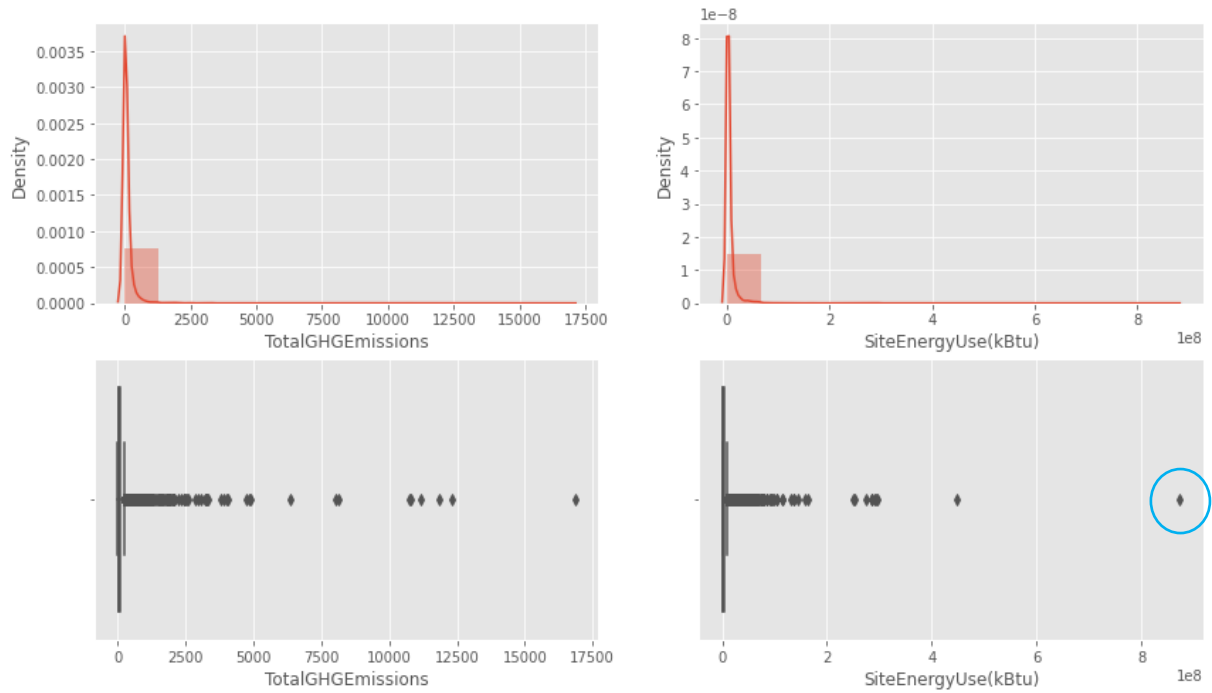 1e−8
0.0035
0.0030
0.0025
0.0020
0.0015
0.0010
0.0005
0.0000
Density
0 2500 5000 7500 10000 12500 15000 17500
TotalGHGEmissions
8
7
6
5
4
3
2
1
0
Density
0 2 4 6 8
SiteEnergyUse(kBtu) 1e8
0 2500 5000 7500 10000 12500 15000 17500
TotalGHGEmissions
0 2 4 6 8
SiteEnergyUse(kBtu) 1e8